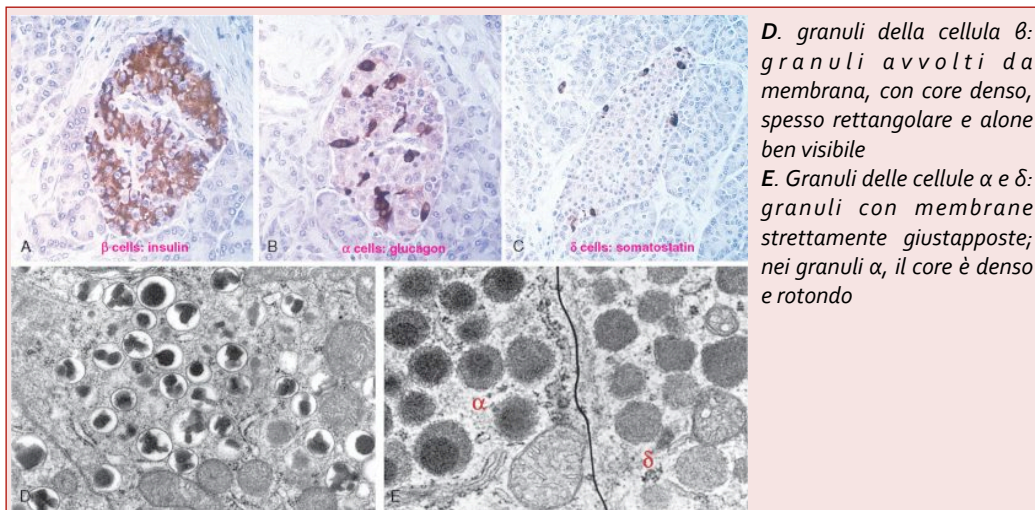 A
β cells: insulin
B
α cells: glucagon
C
δ cells: somatostatin
D
α
E
δ
D. granuli della cellula β:
granuli avvolti da
membrana, con core denso,
spesso rettangolare e alone
ben visibile
E. Granuli delle cellule α e δ:
granuli con membrane
strettamente giustapposte;
nei granuli α, il core è denso
e rotondo